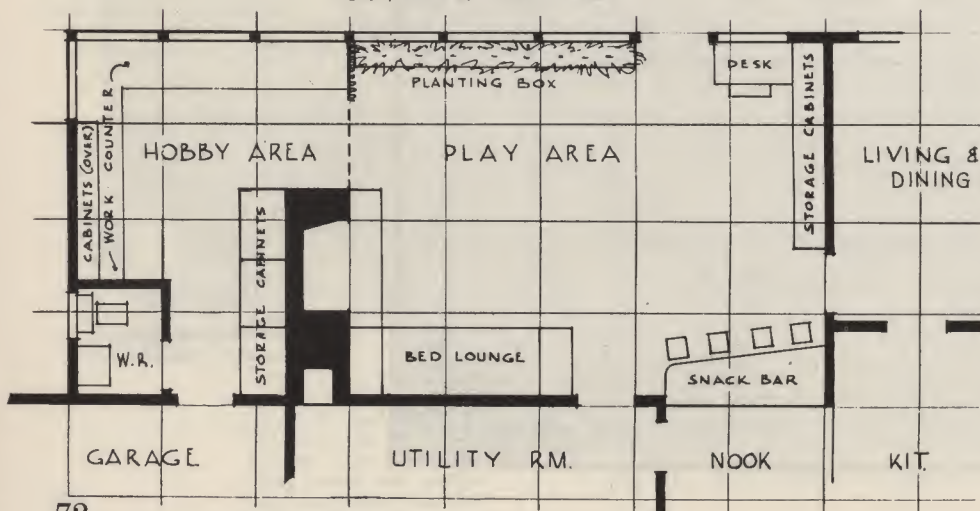 PLANTING BOX
DESK
STORAGE CABINETS
CABINETS (OVER)
WORK COUNTER
HOBBY AREA
PLAY AREA
LIVING &
DINING
STORAGE CABINETS
W.R.
BED LOUNGE
SNACK BAR
GARAGE
UTILITY RM.
NOOK
KIT.